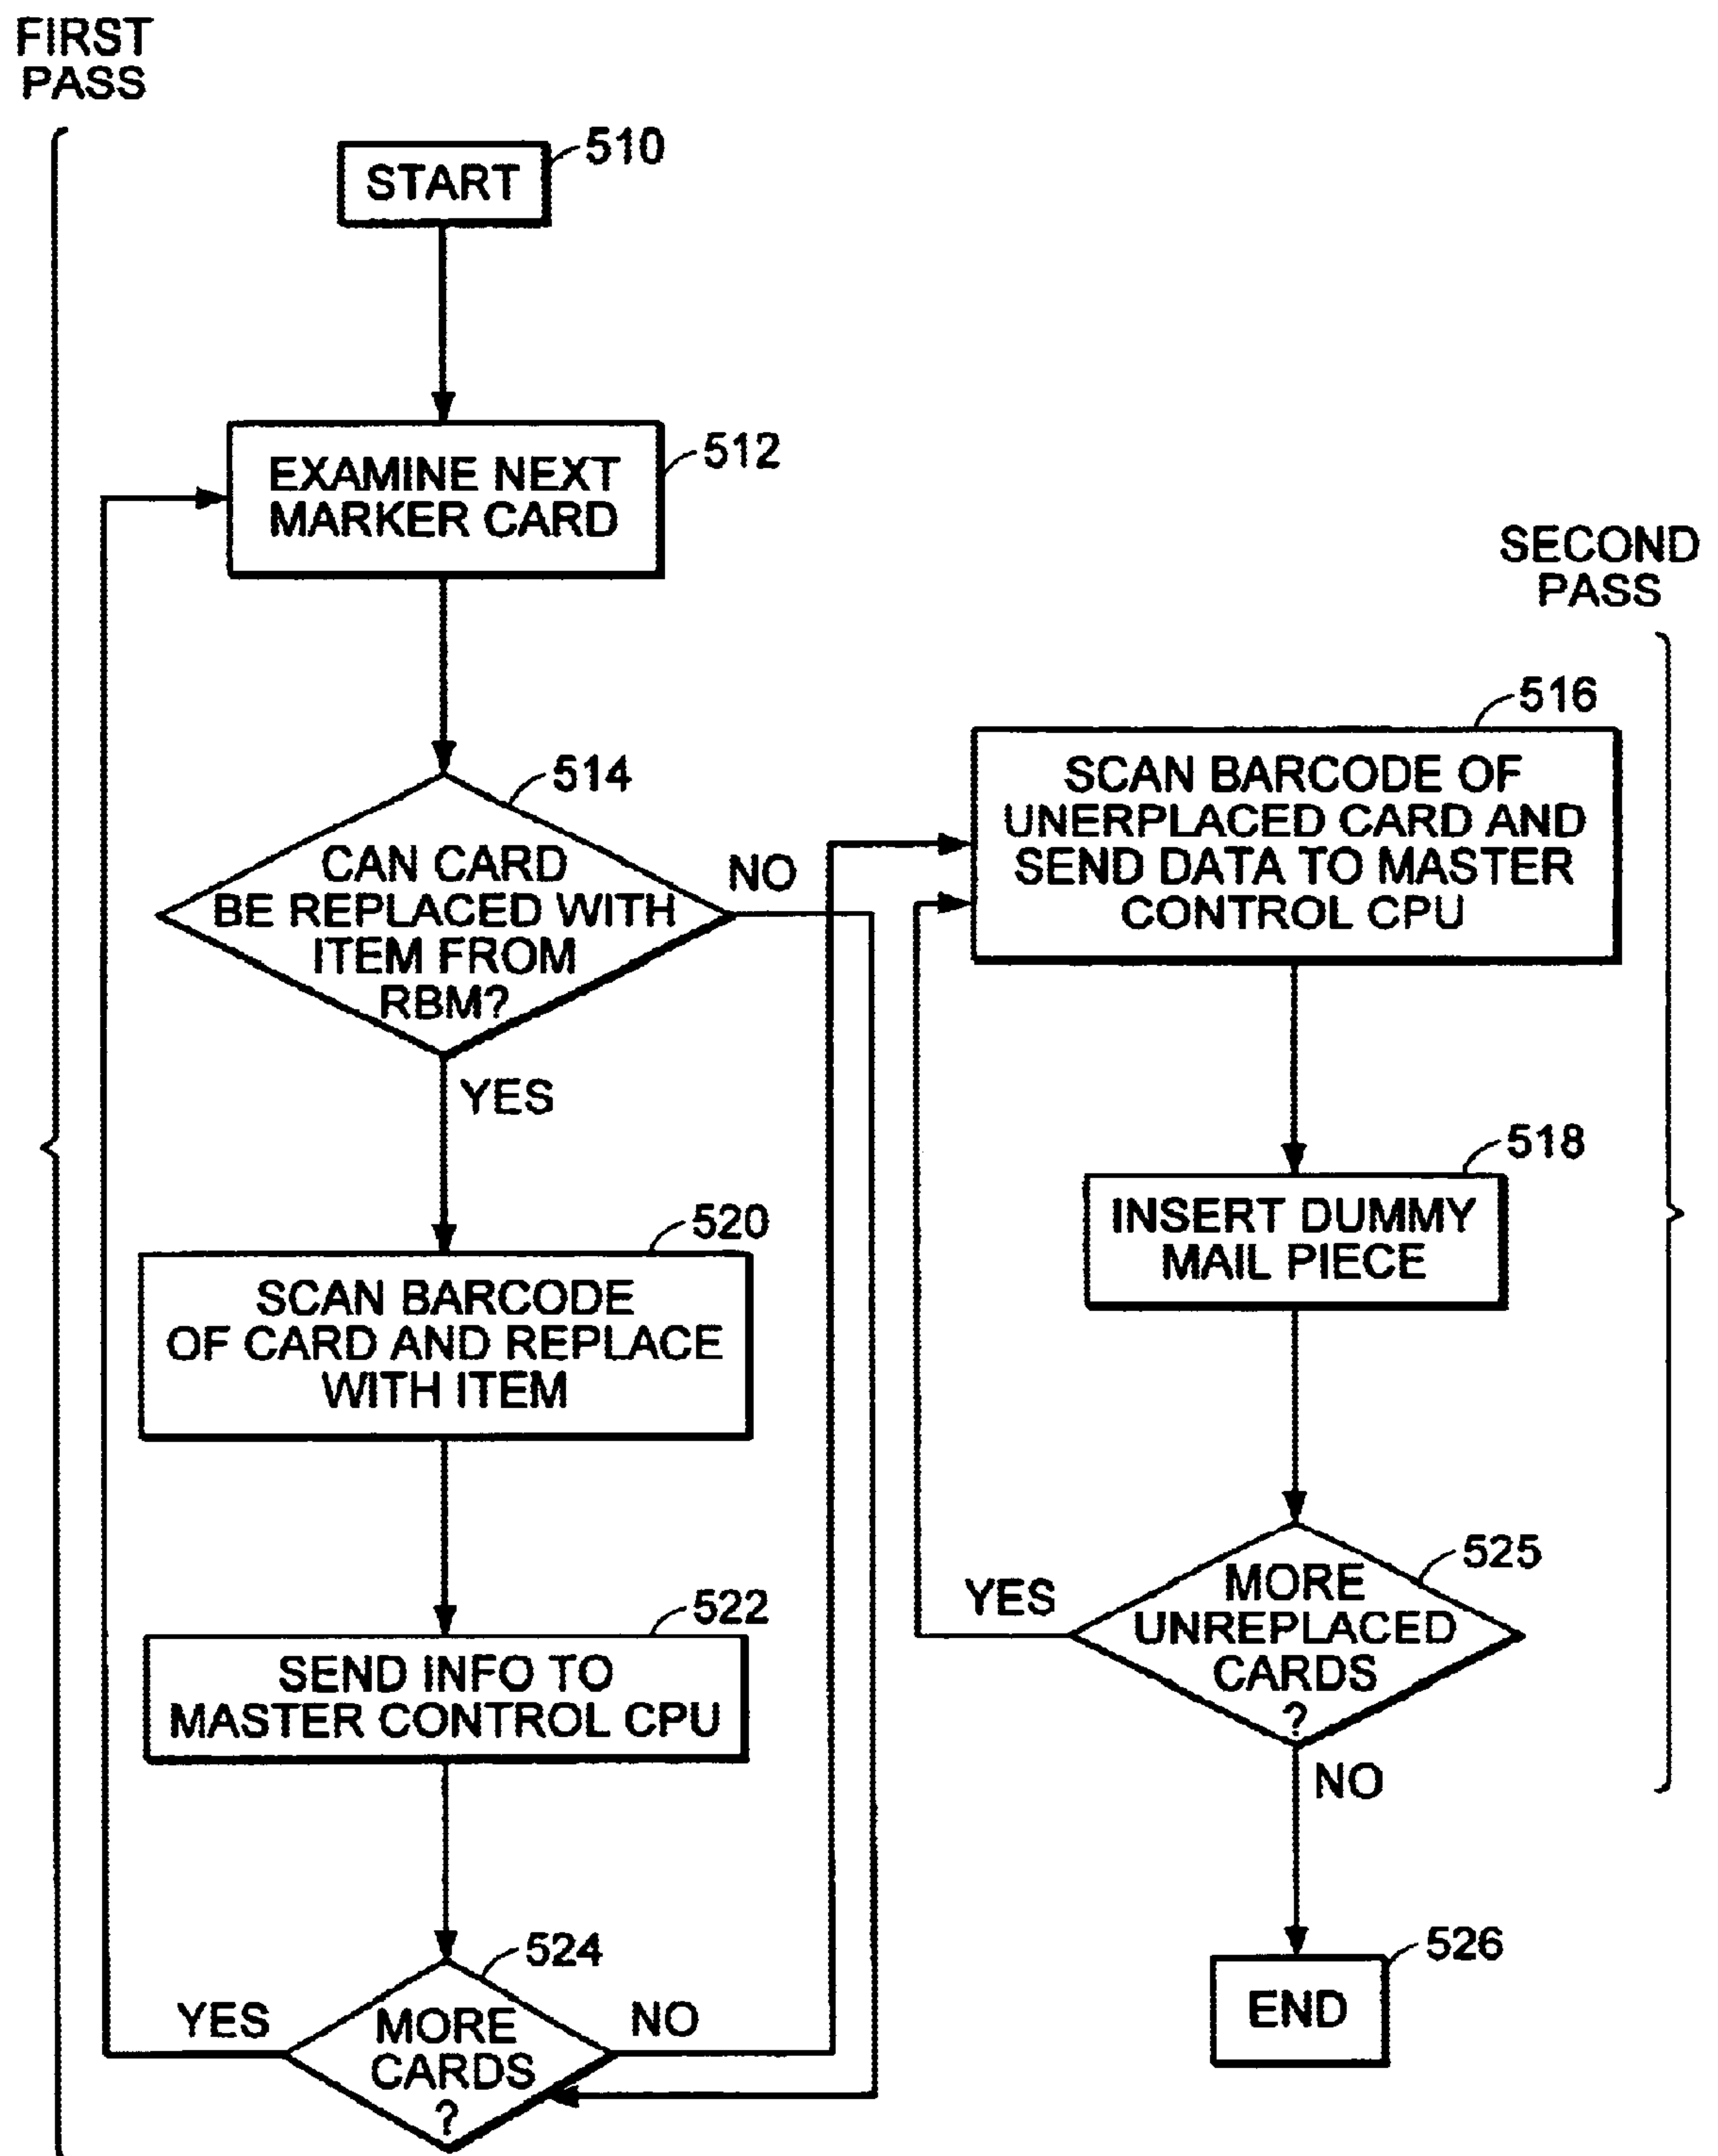 FIRST
PASS
START
510
EXAMINE NEXT
MARKER CARD
512
514
CAN CARD
BE REPLACED WITH
ITEM FROM
RBM?
NO
YES
520
SCAN BARCODE
OF CARD AND REPLACE
WITH ITEM
522
SEND INFO TO
MASTER CONTROL CPU
524
MORE
CARDS
?
YES
NO
SECOND
PASS
516
SCAN BARCODE OF
UNERPLACED CARD AND
SEND DATA TO MASTER
CONTROL CPU
518
INSERT DUMMY
MAIL PIECE
525
MORE
UNREPLACED
CARDS
?
YES
NO
526
END